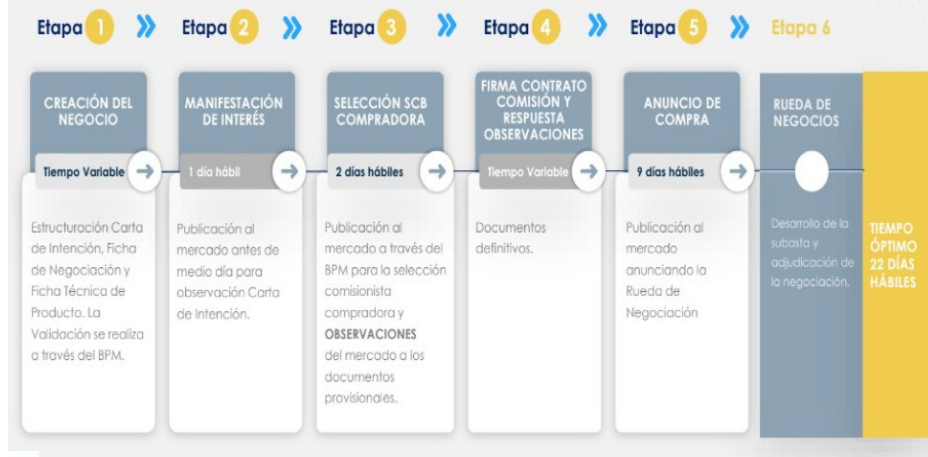 Etapa 1
Etapa 2
Etapa 3
Etapa 4
Etapa 5
Etapa 6
CREACIÓN DEL
NEGOCIO
Tiempo Variable
Estructuración Carta
de Intención, Ficha
de Negociación y
Ficha Técnica de
Producto. La
Validación se realiza
a través del BPM.
MANIFESTACIÓN
DE INTERÉS
1 día hábil
Publicación al
mercado antes de
medio día para
observación Carta
de Intención.
SELECCIÓN SCB
COMPRADORA
2 días hábiles
Publicación al
mercado a través del
BPM para la selección
comisionista
compradora y
OBSERVACIONES
del mercado a los
documentos
provisionales.
FIRMA CONTRATO
COMISIÓN Y
RESPUESTA
OBSERVACIONES
Tiempo Variable
Documentos
definitivos.
ANUNCIO DE
COMPRA
9 días hábiles
Publicación al
mercado
anunciando la
Rueda de
Negociación
RUEDA DE
NEGOCIOS
Desarrollo de la
subasta y
adjudicación de
la negociación.
TIEMPO
ÓPTIMO
22 DÍAS
HÁBILES